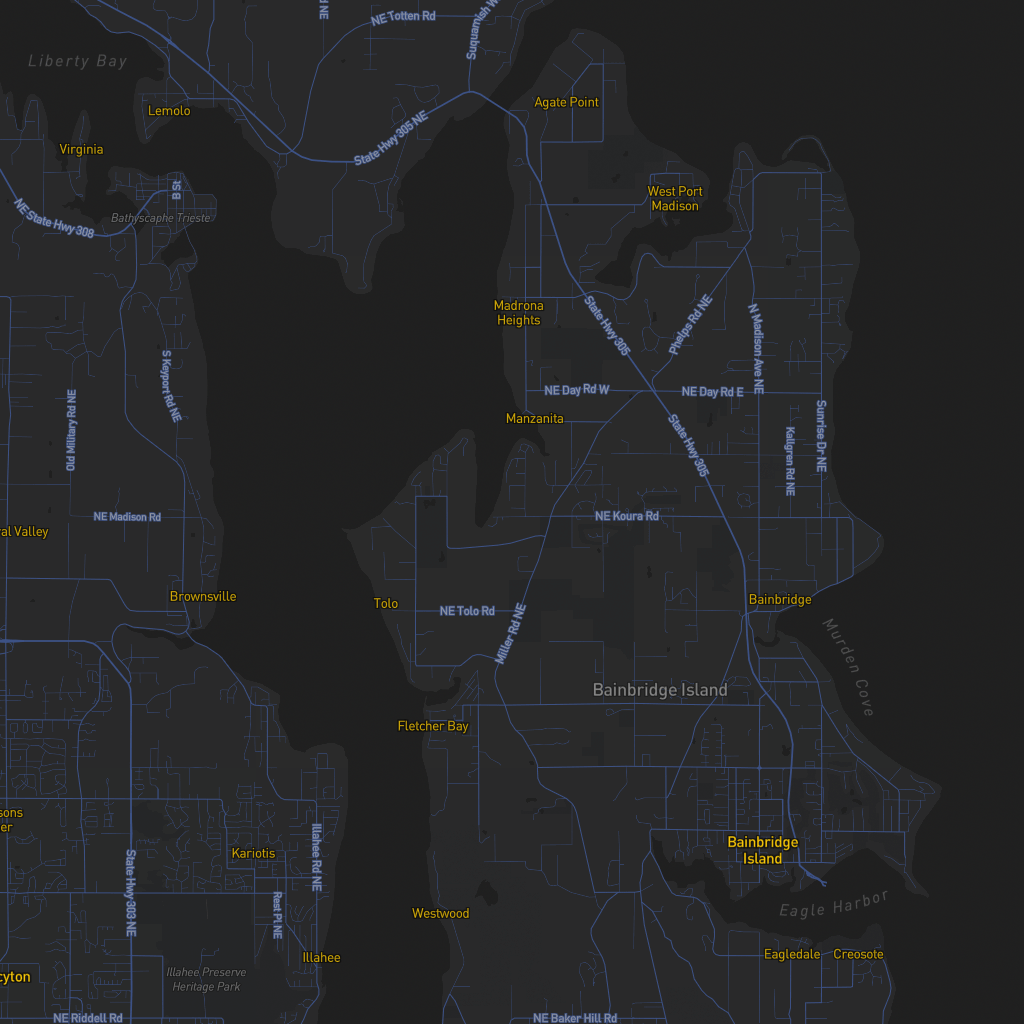 NE Totten Rd
Liberty Bay
Agate Point
Lemolo
State Hwy 305 NE
Virginia
B St
West Port
Madison
NE State Hwy 308
Bathyscaphe Trieste
Madrona
Heights
State Hwy 305
Phelps Rd NE
N Madison Ave NE
S Keyport Rd NE
NE Day Rd W
NE Day Rd E
Old Military Rd NE
Manzanita
State Hwy 305
Sunrise Dr NE
Kallgren Rd NE
NE Madison Rd
NE Koura Rd
Valley
Brownsville
Tolo
NE Tolo Rd
Miller Rd NE
Bainbridge
Murden Cove
Bainbridge Island
Fletcher Bay
Kariotis
Illahee Rd NE
State Hwy 303 NE
Bainbridge
Island
Rest Pl NE
Westwood
Eagle Harbor
Illahee
Eagledale
Creosote
Illahee Preserve
Heritage Park
NE Riddell Rd
NE Baker Hill Rd